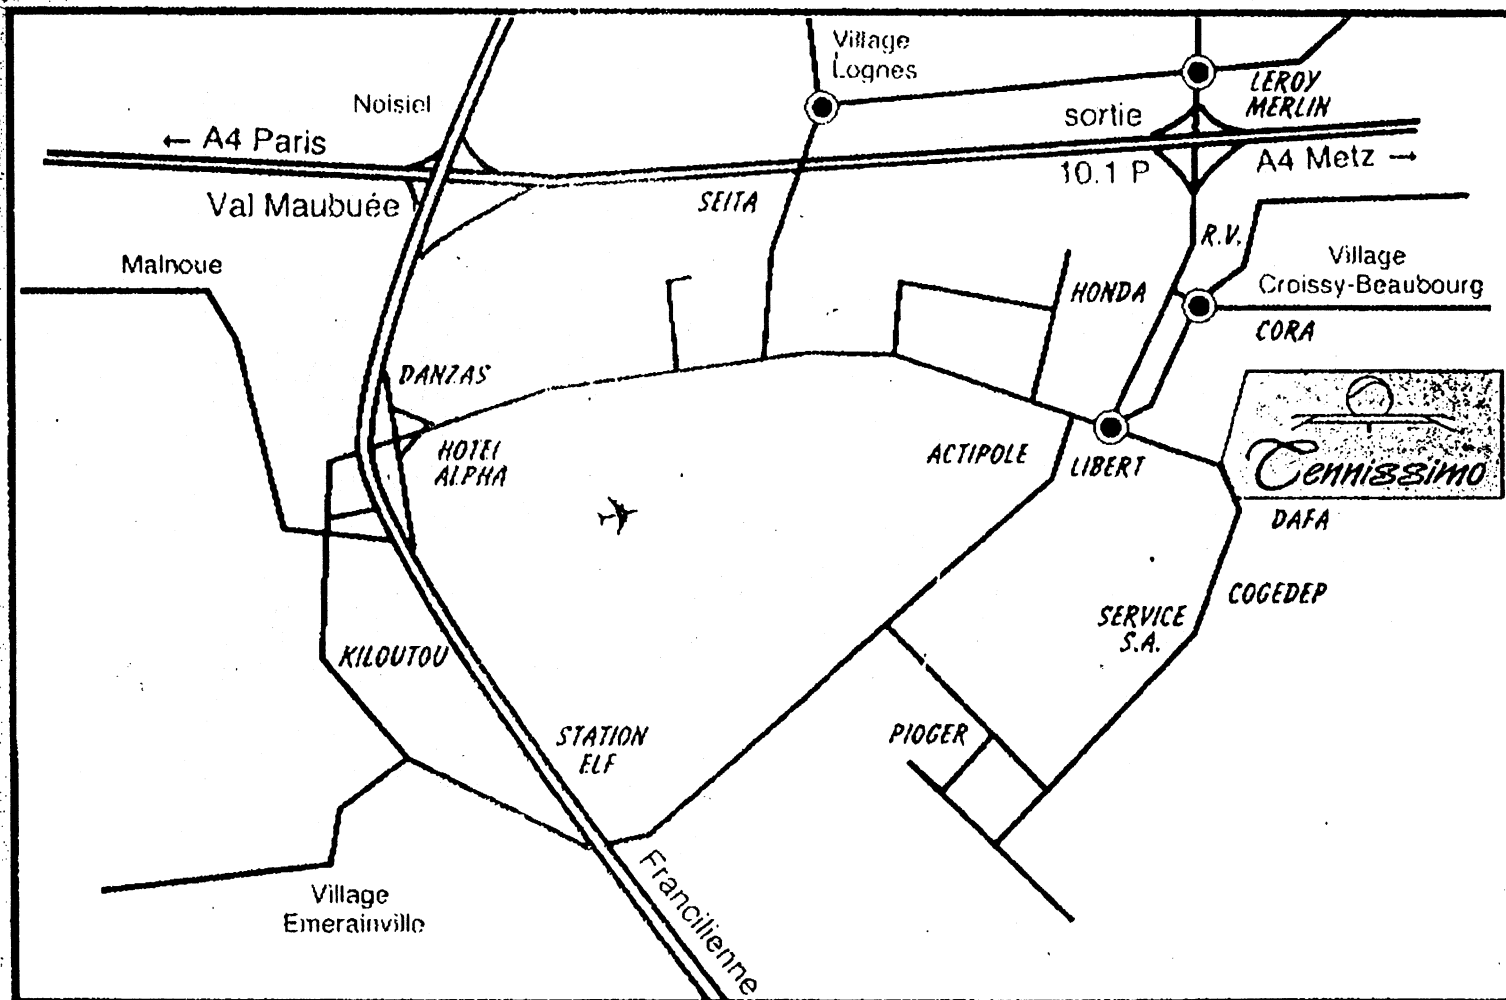 Village
Lognes
LEROY
MERLIN
Noisiel
sortie
← A4 Paris
10.1 P
A4 Metz →
Val Maubuée
SEITA
R.V.
Malnoue
Village
Croissy-Beaubourg
HONDA
CORA
DANZAS
HOTEL
ALPHA
ACTIPOLE
LIBERT
Tennissimo
DAFA
COGEDEP
SERVICE
S.A.
KILOUTOU
STATION
ELF
PIOGER
Francilienne
Village
Emerainville